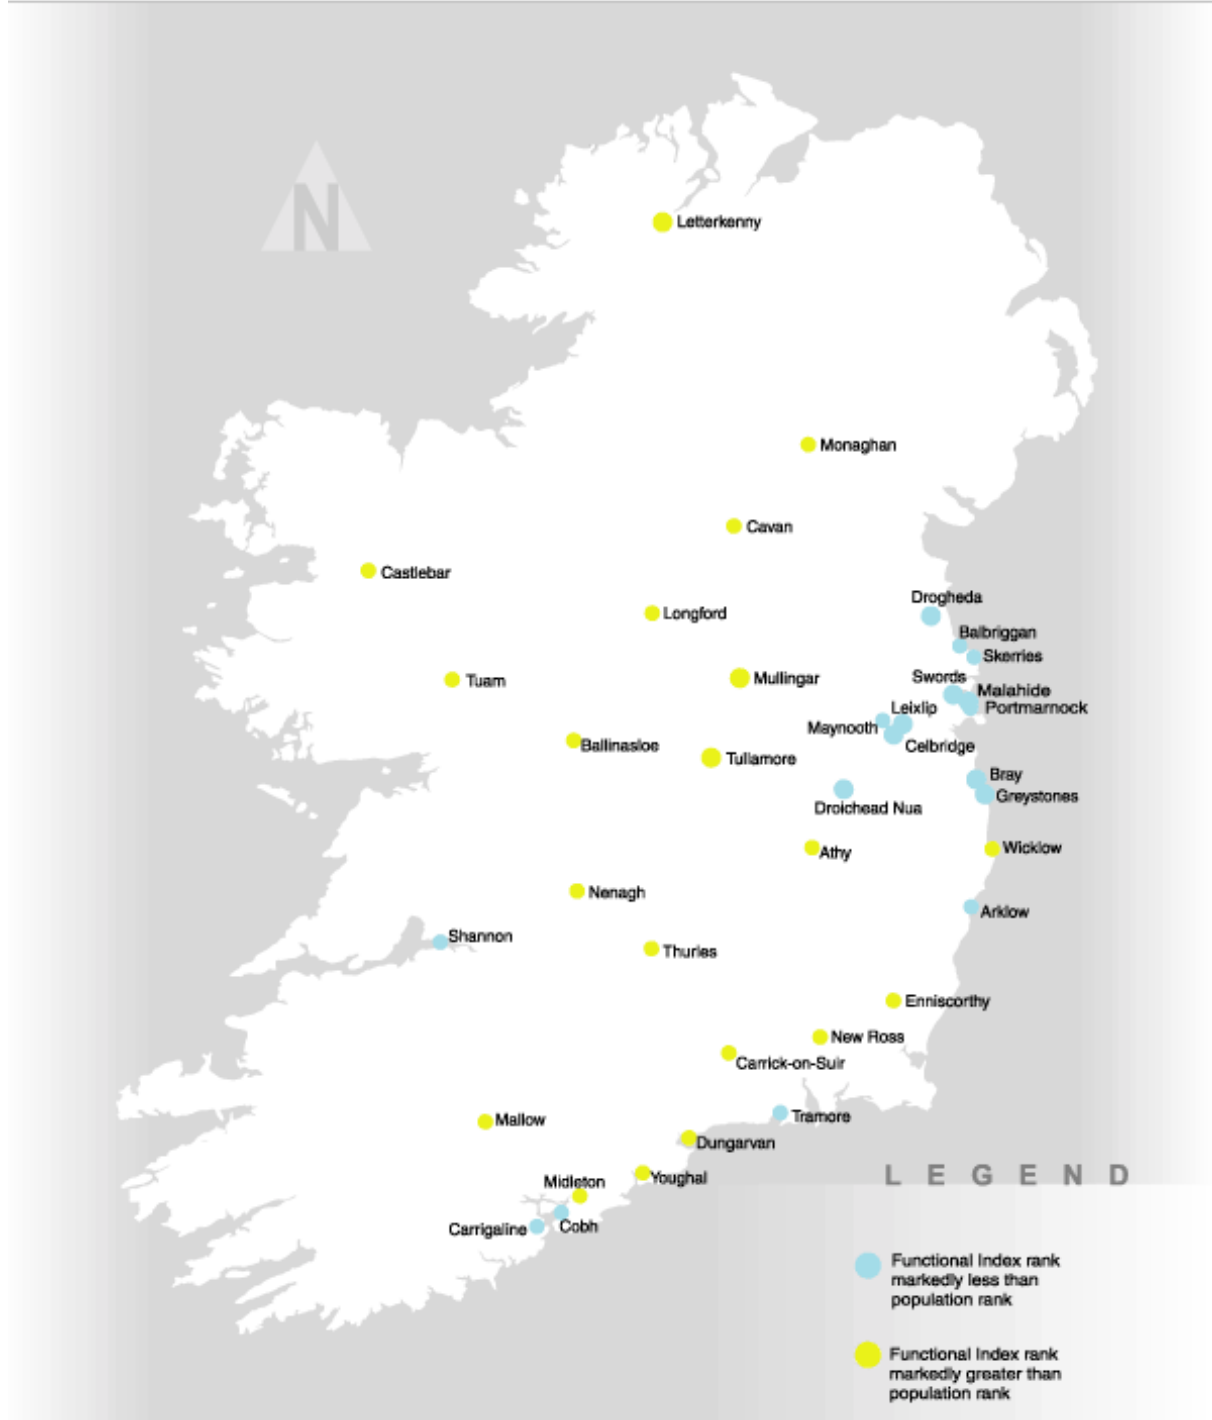 N
Letterkenny
Monaghan
Cavan
Castlebar
Longford
Drogheda
Balbriggan
Skerries
Swords
Malahide
Portmarnock
Mullingar
Tuam
Leixlip
Maynooth
Celbridge
Ballinasloe
Tullamore
Bray
Greystones
Droichead Nua
Athy
Wicklow
Nenagh
Arklow
Shannon
Thurles
Enniscorthy
New Ross
Carrick-on-Suir
Tramore
Mallow
Dungarvan
Youghal
Midleton
Cobh
Carrigaline
LEGEND
Functional Index rank
markedly less than
population rank
Functional Index rank
markedly greater than
population rank